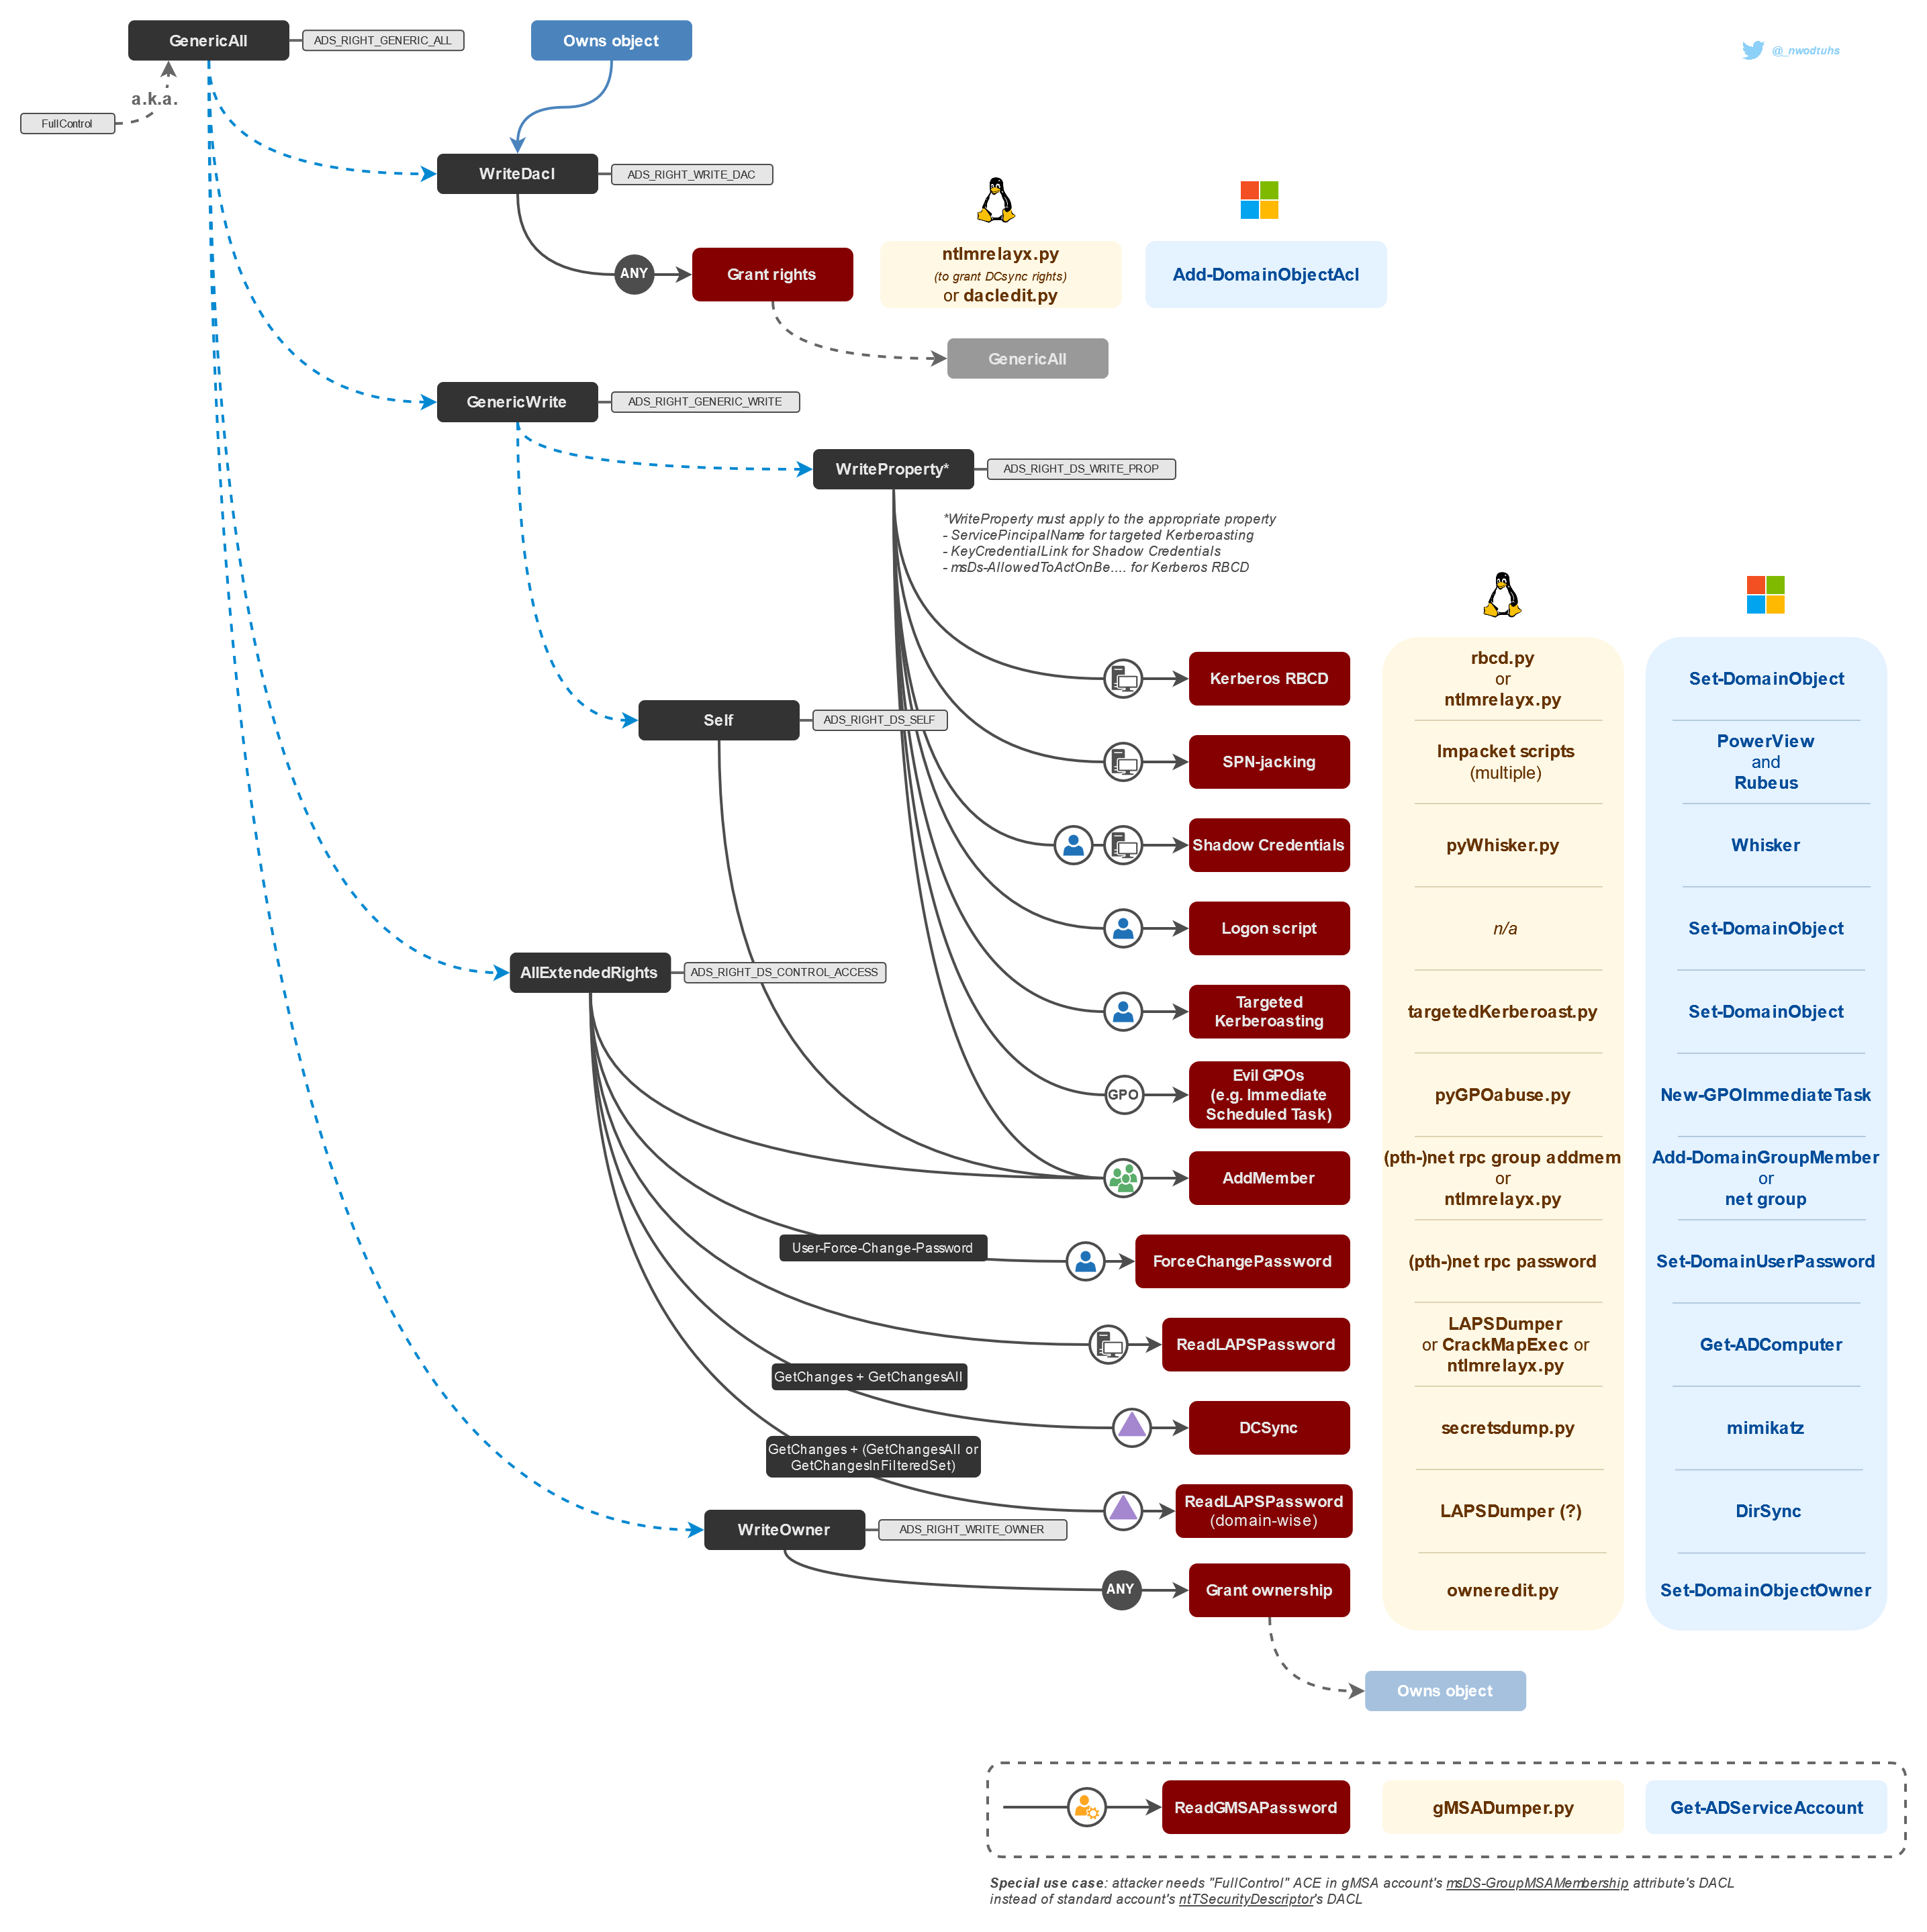 GenericAll
ADS_RIGHT_GENERIC_ALL
Owns object
@_nwodtuhs
a.k.a.
FullControl
WriteDacl
ADS_RIGHT_WRITE_DAC
ANY
Grant rights
ntlmrelayx.py
(to grant DCsync rights)
or dacledit.py
Add-DomainObjectAcl
GenericAll
GenericWrite
ADS_RIGHT_GENERIC_WRITE
WriteProperty*
ADS_RIGHT_DS_WRITE_PROP
*WriteProperty must apply to the appropriate property
- ServicePincipalName for targeted Kerberoasting
- KeyCredentialLink for Shadow Credentials
- msDs-AllowedToActOnBe.... for Kerberos RBCD
Kerberos RBCD
rbcd.py
or
ntlmrelayx.py
Set-DomainObject
Self
ADS_RIGHT_DS_SELF
SPN-jacking
Impacket scripts
(multiple)
PowerView
and
Rubeus
Shadow Credentials
pyWhisker.py
Whisker
Logon script
n/a
Set-DomainObject
AllExtendedRights
ADS_RIGHT_DS_CONTROL_ACCESS
Targeted
Kerberoasting
targetedKerberoast.py
Set-DomainObject
GPO
Evil GPOs
(e.g. Immediate
Scheduled Task)
pyGPOabuse.py
New-GPOImmediateTask
AddMember
(pth-)net rpc group addmem
or
ntlmrelayx.py
Add-DomainGroupMember
or
net group
User-Force-Change-Password
ForceChangePassword
(pth-)net rpc password
Set-DomainUserPassword
ReadLAPSPassword
LAPSDumper
or CrackMapExec or
ntlmrelayx.py
Get-ADComputer
GetChanges + GetChangesAll
DCSync
secretsdump.py
mimikatz
GetChanges + (GetChangesAll or
GetChangesInFilteredSet)
ReadLAPSPassword
(domain-wise)
LAPSDumper (?)
DirSync
WriteOwner
ADS_RIGHT_WRITE_OWNER
ANY
Grant ownership
owneredit.py
Set-DomainObjectOwner
Owns object
ReadGMSAPassword
gMSADumper.py
Get-ADServiceAccount
Special use case: attacker needs "FullControl" ACE in gMSA account's msDS-GroupMSAMembership attribute's DACL
instead of standard account's ntTSecurityDescriptor's DACL